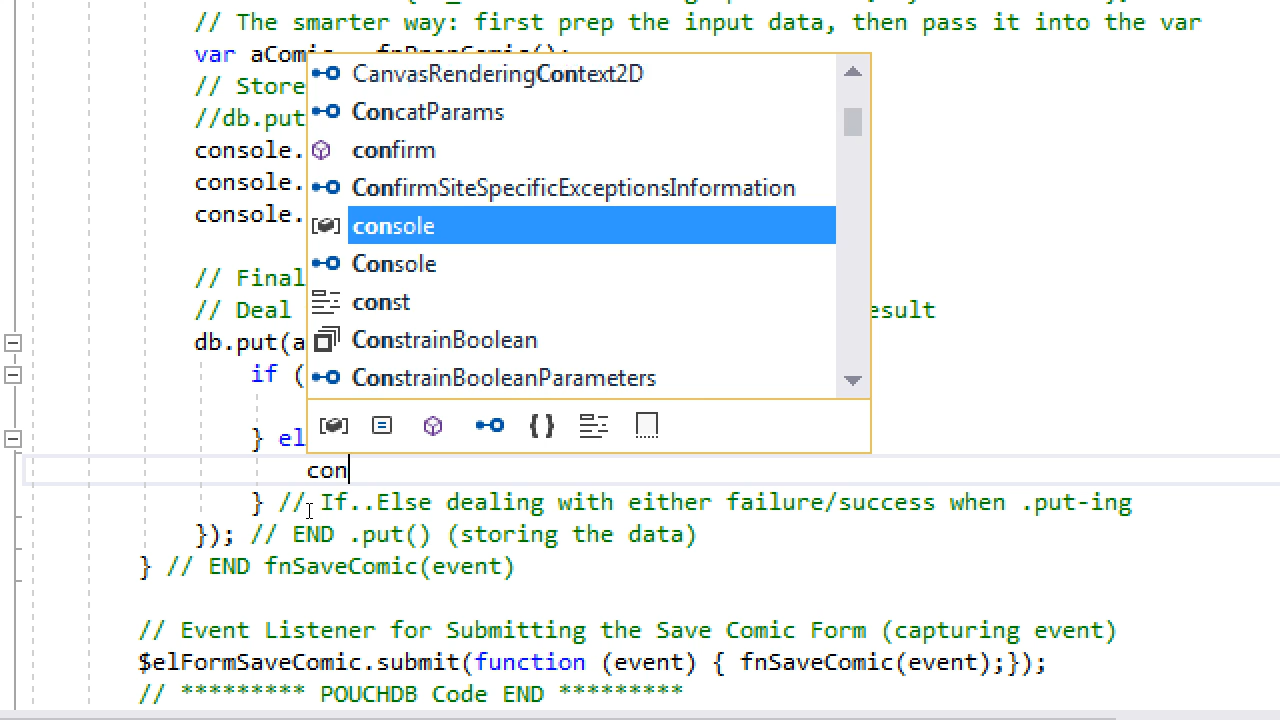 // The smarter way: first prep the input data, then pass it into the var
var aComic = fnPrepComic();
// Store
//db.put
console.
console.
console.
// Final
// Deal esult
db.put(a
if (
} el
con
} // If..Else dealing with either failure/success when .put-ing
}); // END .put() (storing the data)
} // END fnSaveComic(event)
// Event Listener for Submitting the Save Comic Form (capturing event)
$elFormSaveComic.submit(function (event) { fnSaveComic(event);});
// ********* POUCHDB Code END *********
CanvasRenderingContext2D
ConcatParams
confirm
ConfirmSiteSpecificExceptionsInformation
console
Console
const
ConstrainBoolean
ConstrainBooleanParameters